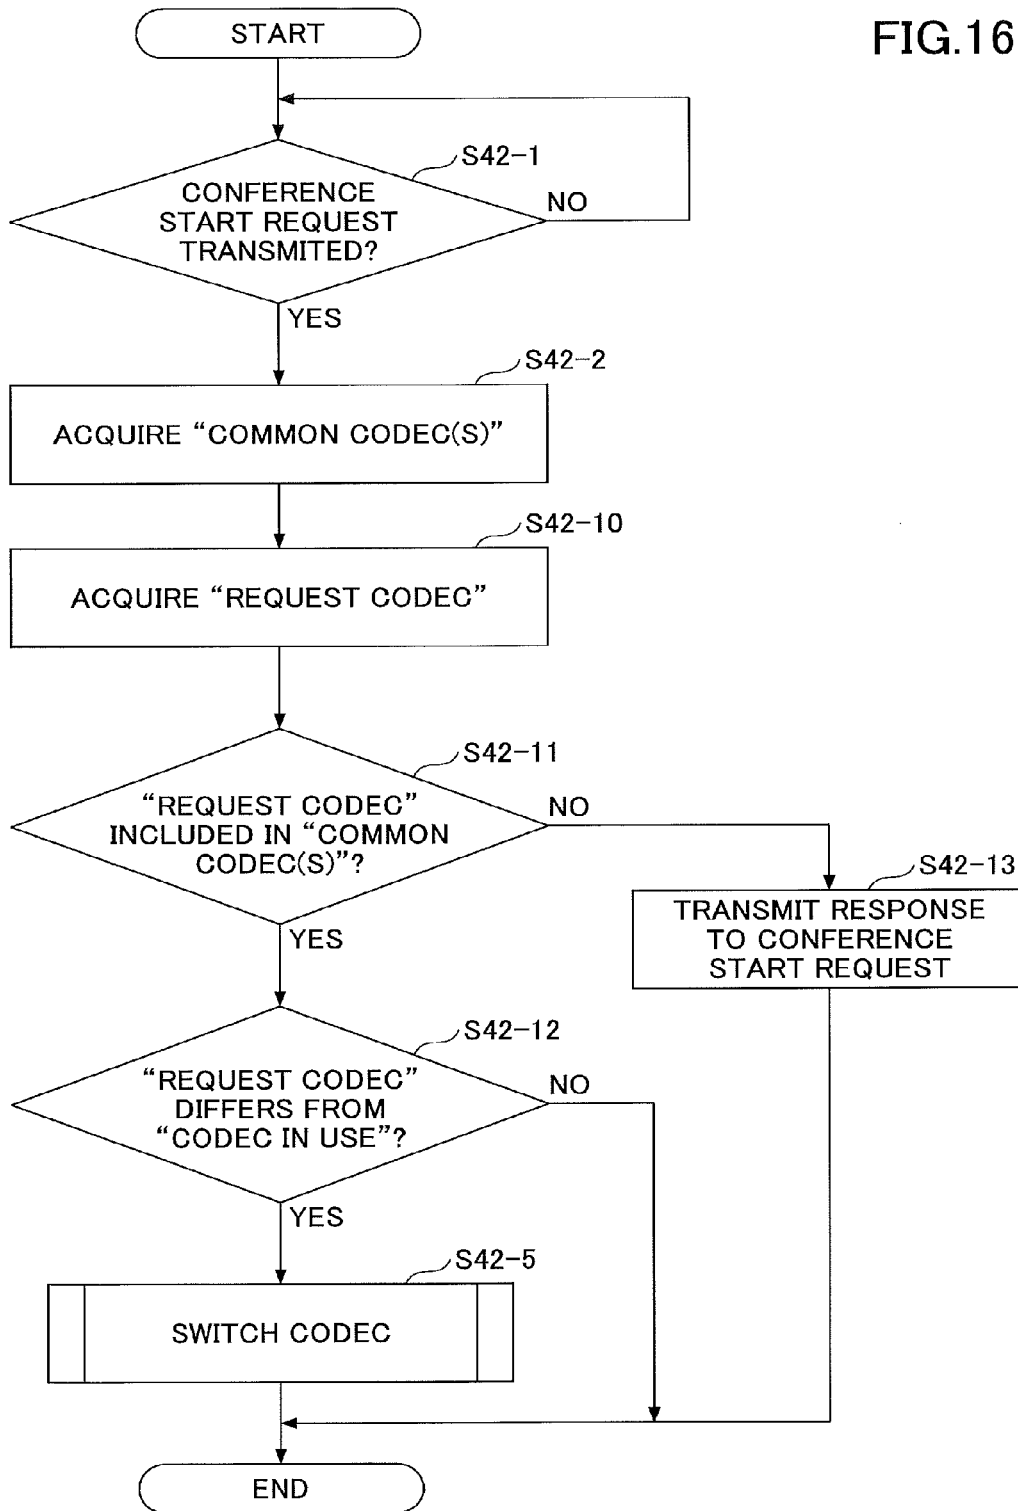 FIG.16
START
S42-1
CONFERENCE
START REQUEST
TRANSMITED?
NO
YES
S42-2
ACQUIRE “COMMON CODEC(S)”
S42-10
ACQUIRE “REQUEST CODEC”
S42-11
“REQUEST CODEC”
INCLUDED IN “COMMON
CODEC(S)”?
NO
YES
S42-13
TRANSMIT RESPONSE
TO CONFERENCE
START REQUEST
S42-12
“REQUEST CODEC”
DIFFERS FROM
“CODEC IN USE”?
NO
YES
S42-5
SWITCH CODEC
END